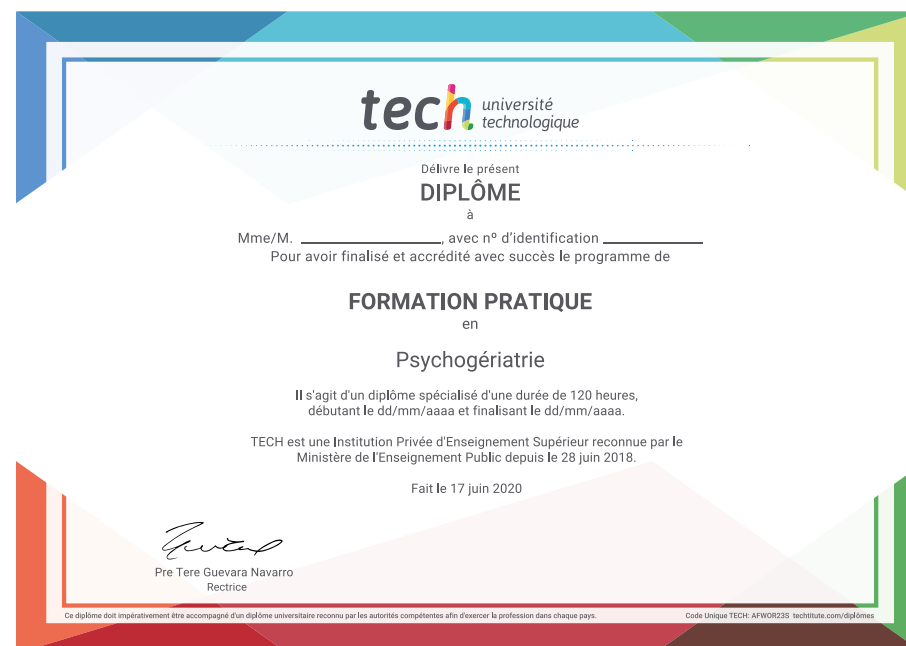 tech université
technologique
Délivre le présent
DIPLÔME
à
Mme/M. ____________________, avec nº d'identification ______________
Pour avoir finalisé et accrédité avec succès le programme de
FORMATION PRATIQUE
en
Psychogériatrie
Il s'agit d'un diplôme spécialisé d'une durée de 120 heures,
débutant le dd/mm/aaaa et finalisant le dd/mm/aaaa.
TECH est une Institution Privée d'Enseignement Supérieur reconnue par le
Ministère de l'Enseignement Public depuis le 28 juin 2018.
Fait le 17 juin 2020
Pre Tere Guevara Navarro
Rectrice
Ce diplôme doit impérativement être accompagné d'un diplôme universitaire reconnu par les autorités compétentes afin d'exercer la profession dans chaque pays.
Code Unique TECH: AFWOR23S techtitute.com/diplômes